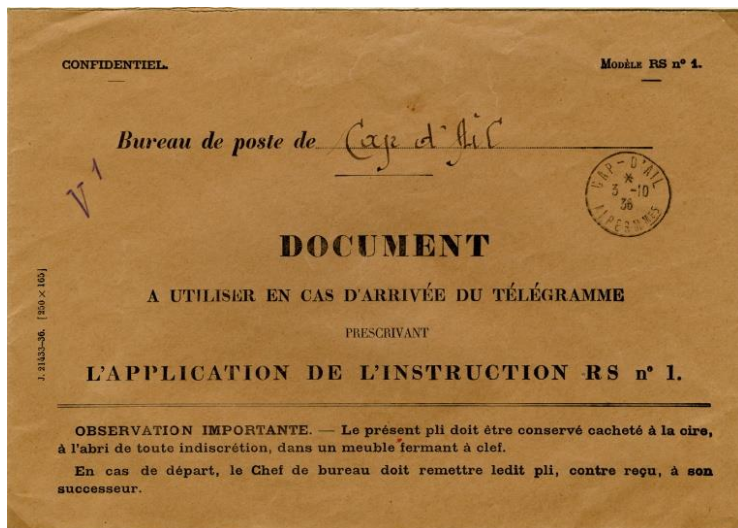 CONFIDENTIEL.
MODÈLE RS n° 1.
Bureau de poste de Cap d'Ail
V 1
CAP-D'AIL
*
3 -10
36
ALPES-MMES
DOCUMENT
A UTILISER EN CAS D'ARRIVÉE DU TÉLÉGRAMME
PRESCRIVANT
L'APPLICATION DE L'INSTRUCTION RS n° 1.
J. 21433-36. [250 × 165]
OBSERVATION IMPORTANTE. — Le présent pli doit être conservé cacheté à la cire,
à l'abri de toute indiscrétion, dans un meuble fermant à clef.
En cas de départ, le Chef de bureau doit remettre ledit pli, contre reçu, à son
successeur.